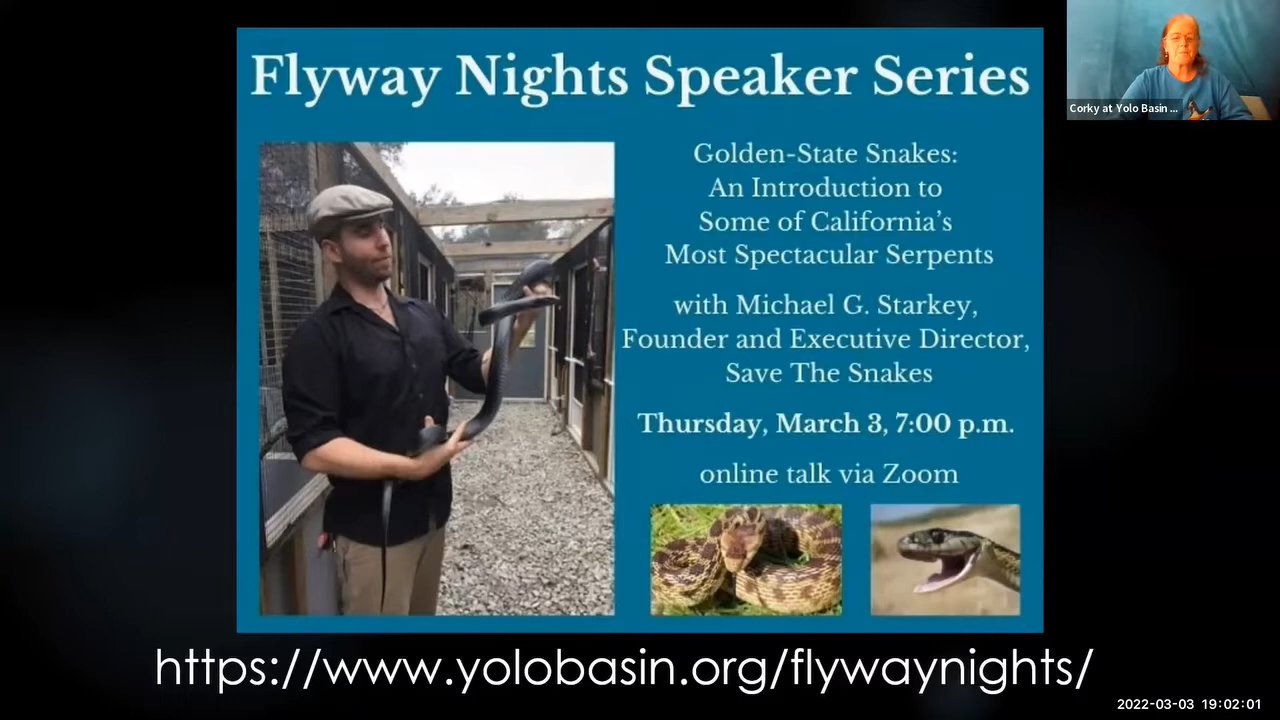 Flyway Nights Speaker Series
Golden-State Snakes:
An Introduction to
Some of California's
Most Spectacular Serpents
with Michael G. Starkey,
Founder and Executive Director,
Save The Snakes
Thursday, March 3, 7:00 p.m.
online talk via Zoom
Corky at Yolo Basin ...
https://www.yolobasin.org/flywaynights/
2022-03-03 19:02:01